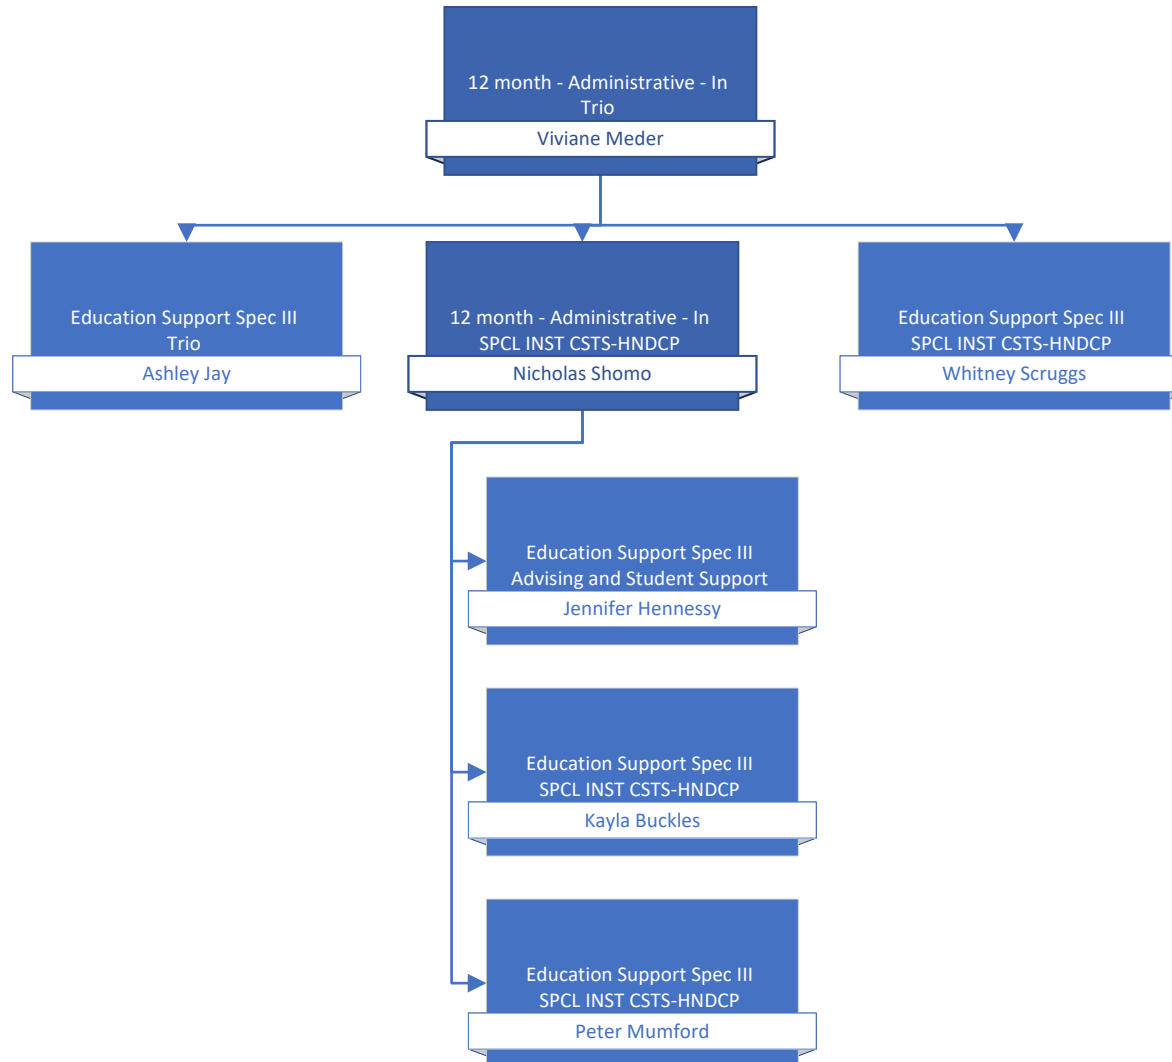 12 month - Administrative - In
Trio
Viviane Meder
Education Support Spec III
Trio
Ashley Jay
12 month - Administrative - In
SPCL INST CSTS-HNDCP
Nicholas Shomo
Education Support Spec III
SPCL INST CSTS-HNDCP
Whitney Scruggs
Education Support Spec III
Advising and Student Support
Jennifer Hennessy
Education Support Spec III
SPCL INST CSTS-HNDCP
Kayla Buckles
Education Support Spec III
SPCL INST CSTS-HNDCP
Peter Mumford